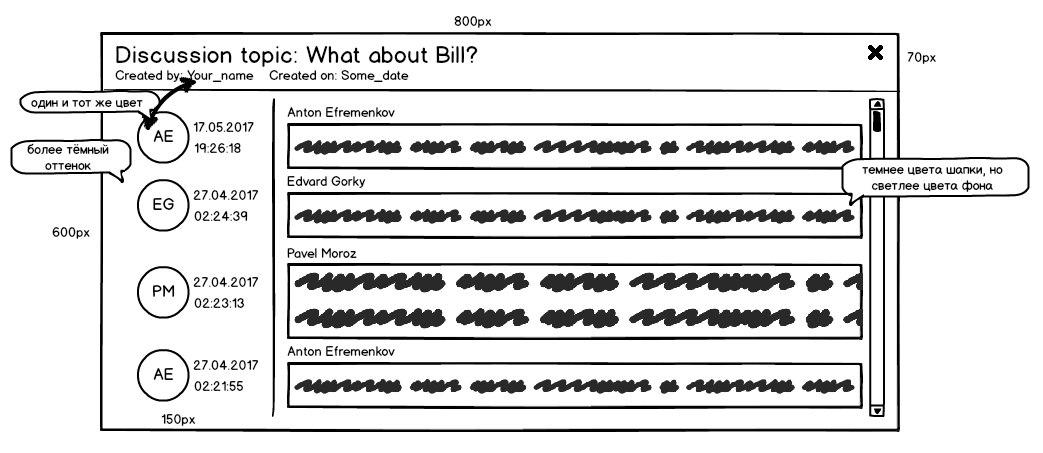 800px
Discussion topic: What about Bill?
70px
Created by: Your_name Created on: Some_date
один и тот же цвет
Anton Efremenkov
AE
17.05.2017
19:26:18
более тёмный
оттенок
темнее цвета шапки, но
светлее цвета фона
Edvard Gorky
EG
27.04.2017
02:24:39
600px
Pavel Moroz
PM
27.04.2017
02:23:13
Anton Efremenkov
AE
27.04.2017
02:21:55
150px